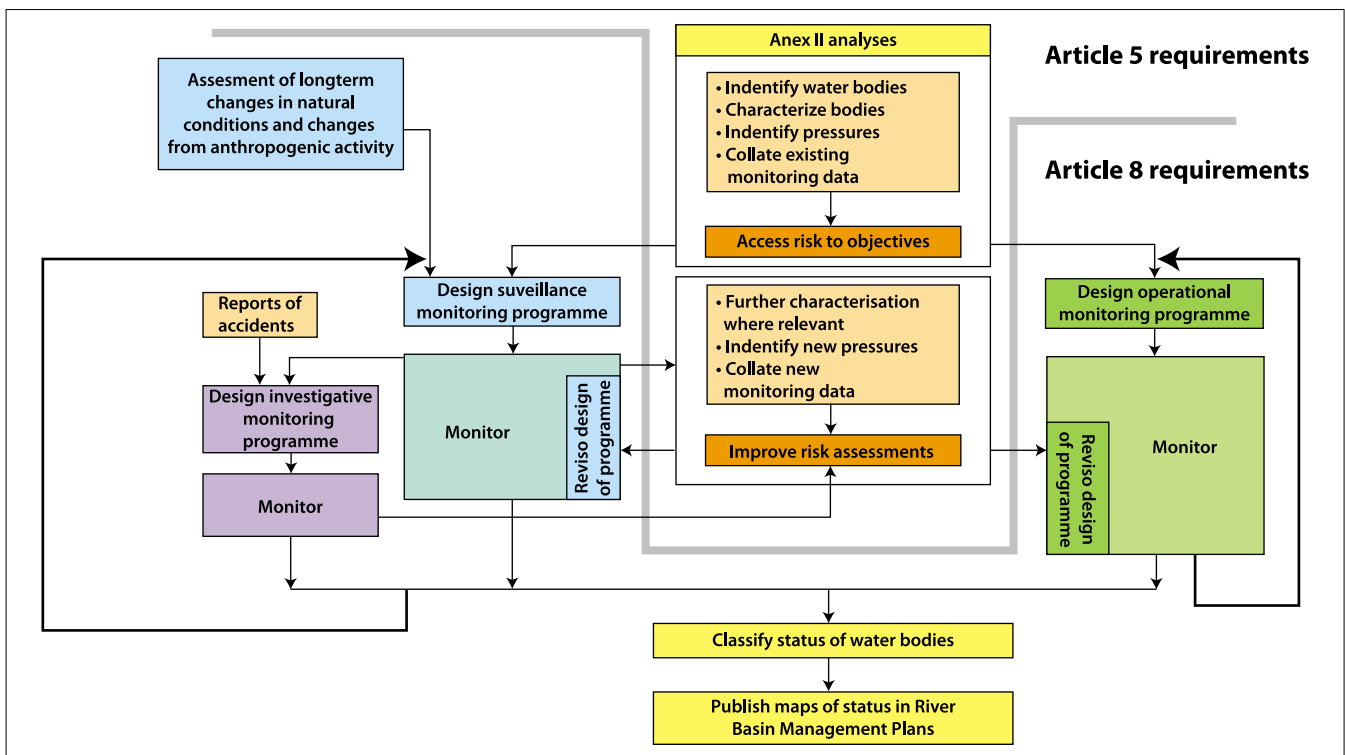 Anex II analyses
Article 5 requirements
Assesment of longterm
changes in natural
conditions and changes
from anthropogenic activity
• Indentify water bodies
• Characterize bodies
• Indentify pressures
• Collate existing
monitoring data
Article 8 requirements
Access risk to objectives
Design suveillance
monitoring programme
Design operational
monitoring programme
Reports of
accidents
• Further characterisation
where relevant
• Indentify new pressures
• Collate new
monitoring data
Design investigative
monitoring
programme
Monitor
Reviso design
of programme
Improve risk assessments
Monitor
Reviso design
of programme
Monitor
Classify status of water bodies
Publish maps of status in River
Basin Management Plans